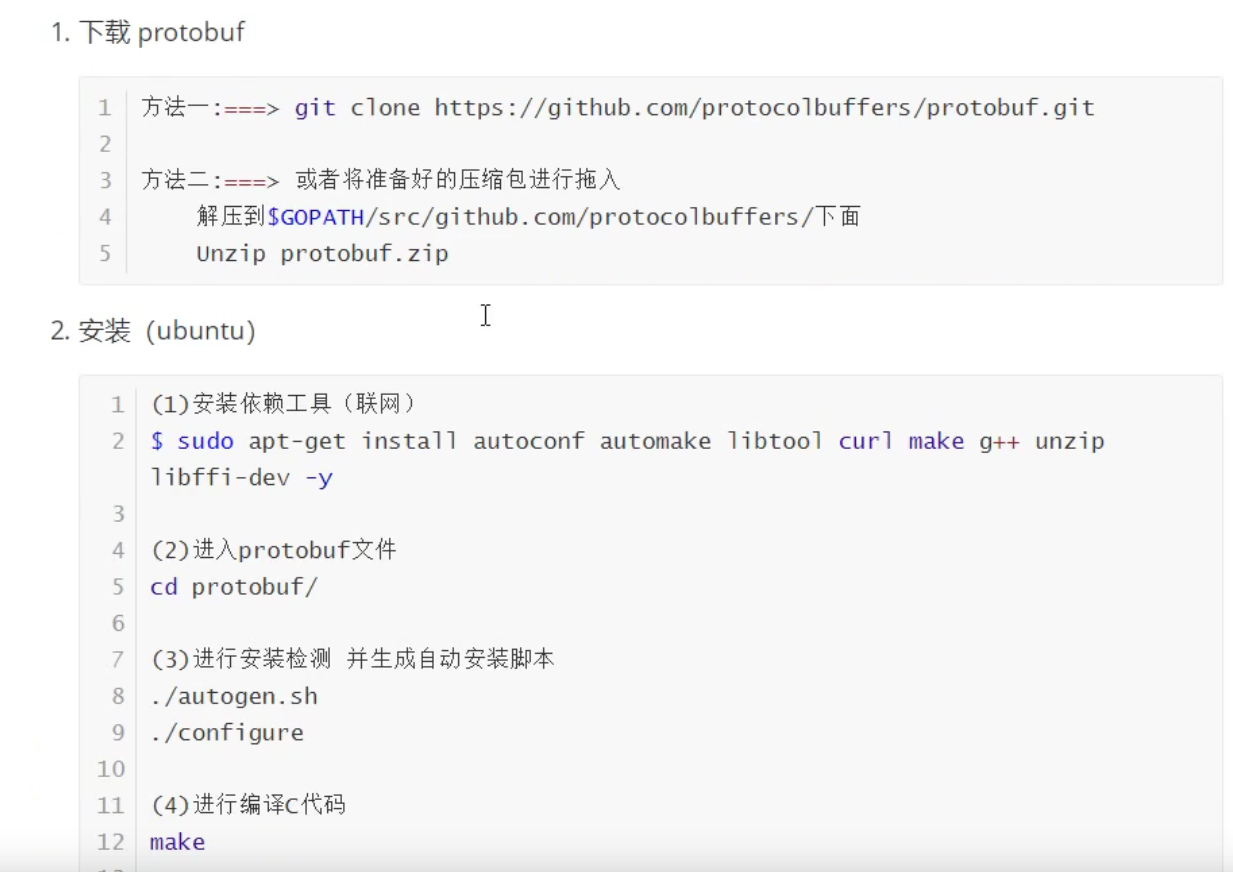 1. 下载 protobuf
1 方法一:===> git clone https://github.com/protocolbuffers/protobuf.git
2
3 方法二:===> 或者将准备好的压缩包进行拖入
4 解压到$GOPATH/src/github.com/protocolbuffers/下面
5 Unzip protobuf.zip
2. 安装（ubuntu）
1 (1)安装依赖工具（联网）
2 $ sudo apt-get install autoconf automake libtool curl make g++ unzip
libffi-dev -y
3
4 (2)进入protobuf文件
5 cd protobuf/
6
7 (3)进行安装检测 并生成自动安装脚本
8 ./autogen.sh
9 ./configure
10
11 (4)进行编译C代码
12 make